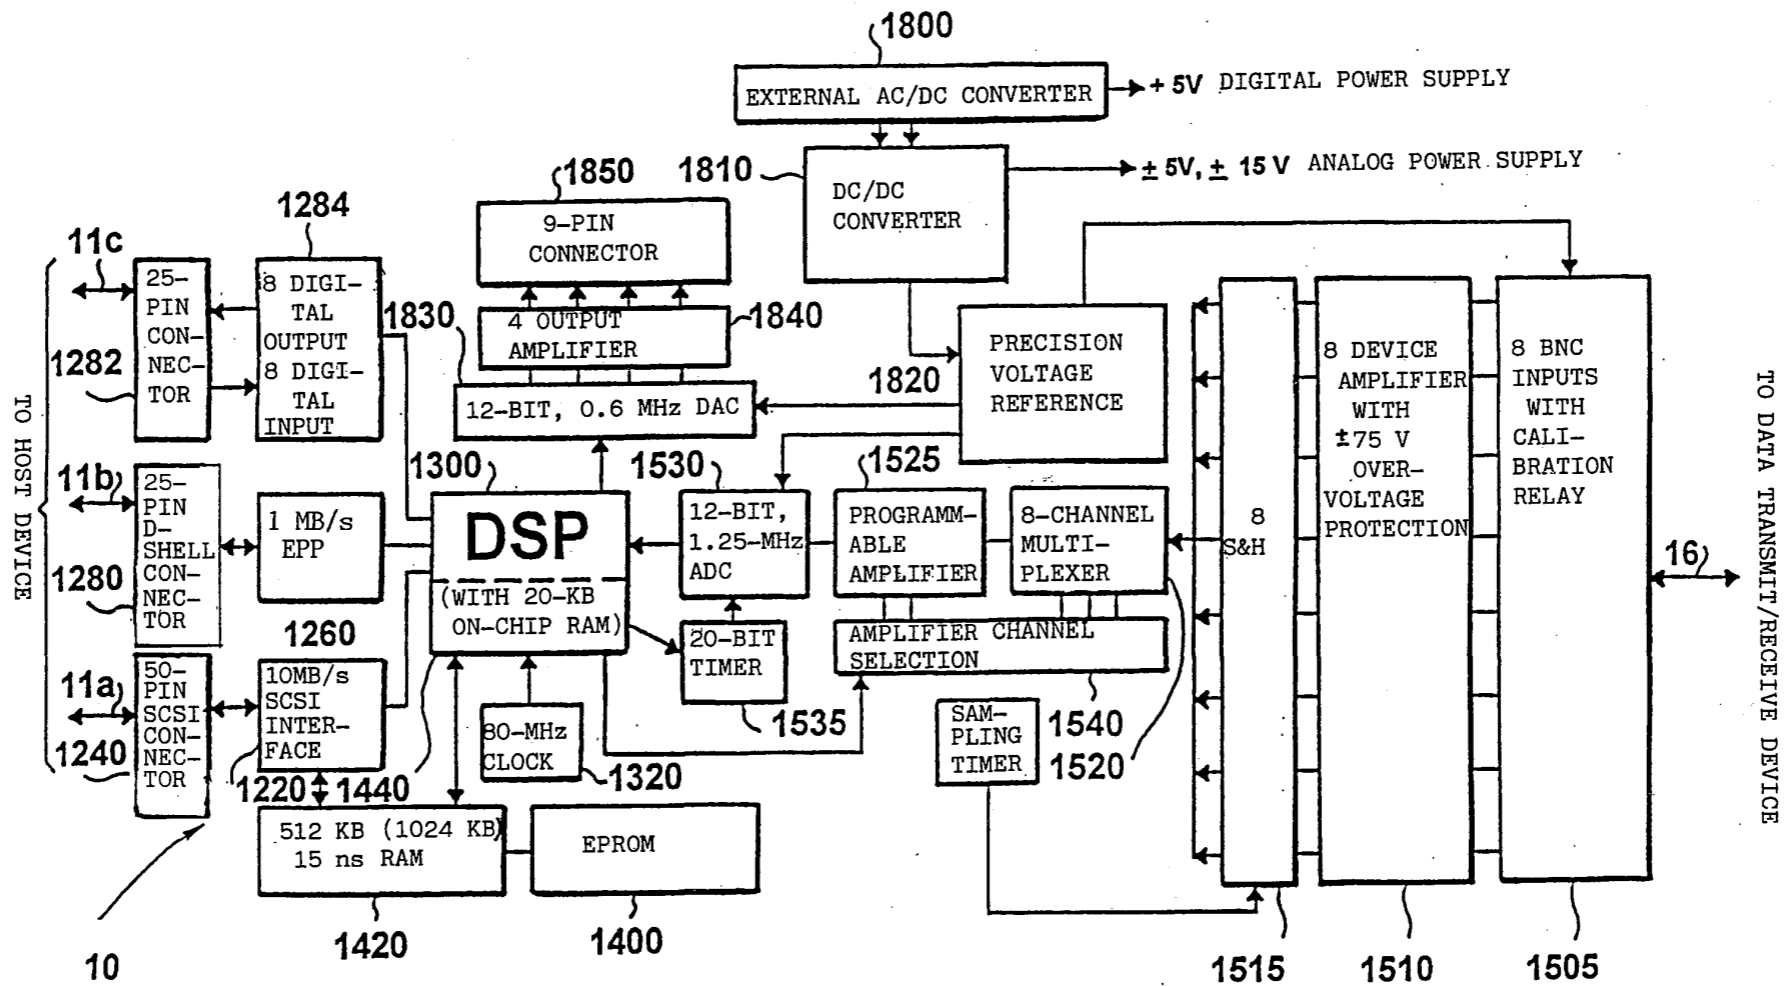 1800
EXTERNAL AC/DC CONVERTER
+ 5V DIGITAL POWER SUPPLY
1810
DC/DC
CONVERTER
± 5V, ± 15 V ANALOG POWER SUPPLY
1850
9-PIN
CONNECTOR
1284
11c
25-
PIN
CON-
NEC-
TOR
1282
8 DIGI-
TAL
OUTPUT
8 DIGI-
TAL
INPUT
1830
4 OUTPUT
AMPLIFIER
1840
12-BIT, 0.6 MHz DAC
1820
PRECISION
VOLTAGE
REFERENCE
TO HOST DEVICE
11b
25-
PIN
D-
SHELL
CON-
NEC-
TOR
1280
1 MB/s
EPP
1260
1300
DSP
(WITH 20-KB
ON-CHIP RAM)
1530
12-BIT,
1.25-MHz
ADC
1525
PROGRAMM-
ABLE
AMPLIFIER
8-CHANNEL
MULTI-
PLEXER
8
S&H
8 DEVICE
AMPLIFIER
WITH
±75 V
OVER-
VOLTAGE
PROTECTION
8 BNC
INPUTS
WITH
CALI-
BRATION
RELAY
16
TO DATA TRANSMIT/RECEIVE DEVICE
11a
50-
PIN
SCSI
CON-
NEC-
TOR
1240
10MB/s
SCSI
INTER-
FACE
1220
1440
80-MHz
CLOCK
1320
20-BIT
TIMER
1535
AMPLIFIER CHANNEL
SELECTION
1540
1520
SAM-
PLING
TIMER
512 KB (1024 KB)
15 ns RAM
EPROM
10
1420
1400
1515
1510
1505